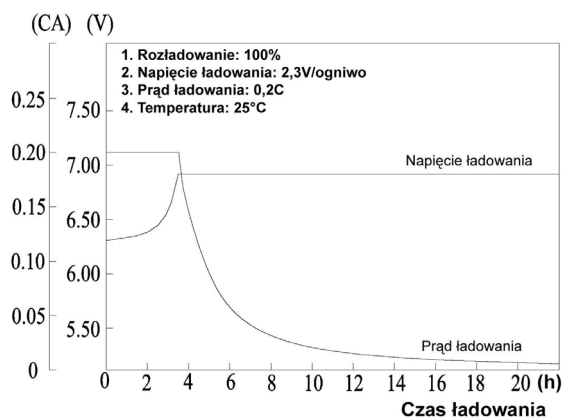 (CA) (V)
1. Rozładowanie: 100%
2. Napięcie ładowania: 2,3V/ogniwo
3. Prąd ładowania: 0,2C
4. Temperatura: 25°C
0.25
7.50
0.20
7.00
Napięcie ładowania
0.15
6.50
0.10
6.00
0.05
5.50
Prąd ładowania
0
0 2 4 6 8 10 12 14 16 18 20 (h)
Czas ładowania